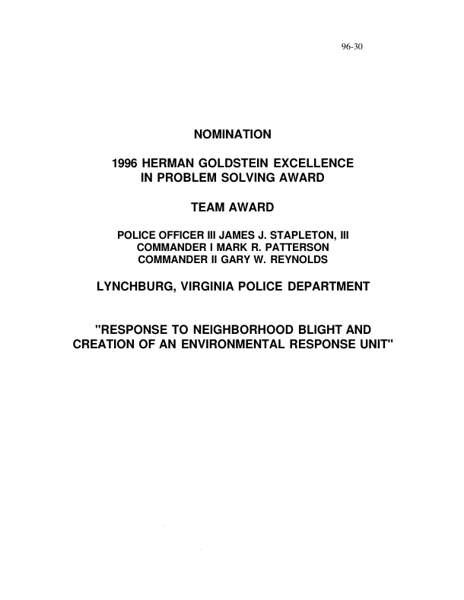 96-30
NOMINATION
1996 HERMAN GOLDSTEIN EXCELLENCE
IN PROBLEM SOLVING AWARD
TEAM AWARD
POLICE OFFICER III JAMES J. STAPLETON, III
COMMANDER I MARK R. PATTERSON
COMMANDER II GARY W. REYNOLDS
LYNCHBURG, VIRGINIA POLICE DEPARTMENT
"RESPONSE TO NEIGHBORHOOD BLIGHT AND
CREATION OF AN ENVIRONMENTAL RESPONSE UNIT"